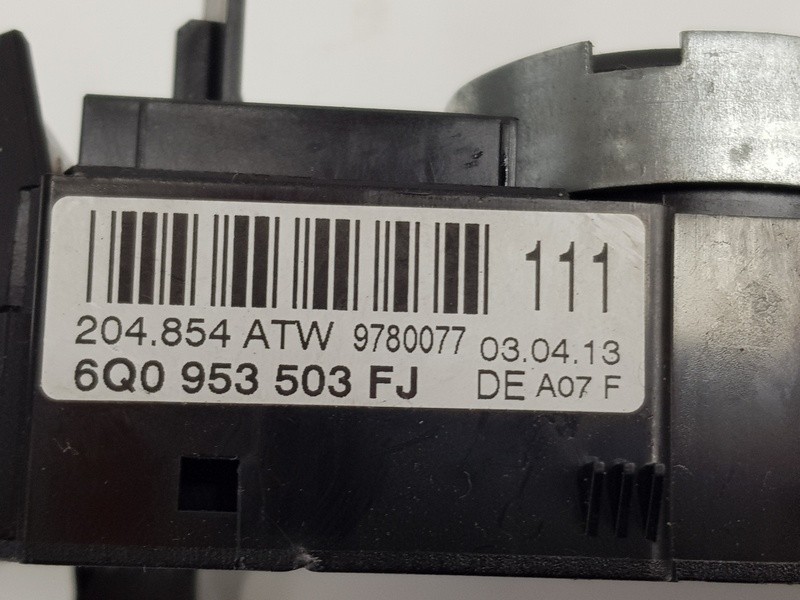 111
204.854 ATW 9780077 03.04.13
6Q0 953 503 FJ DE A07 F